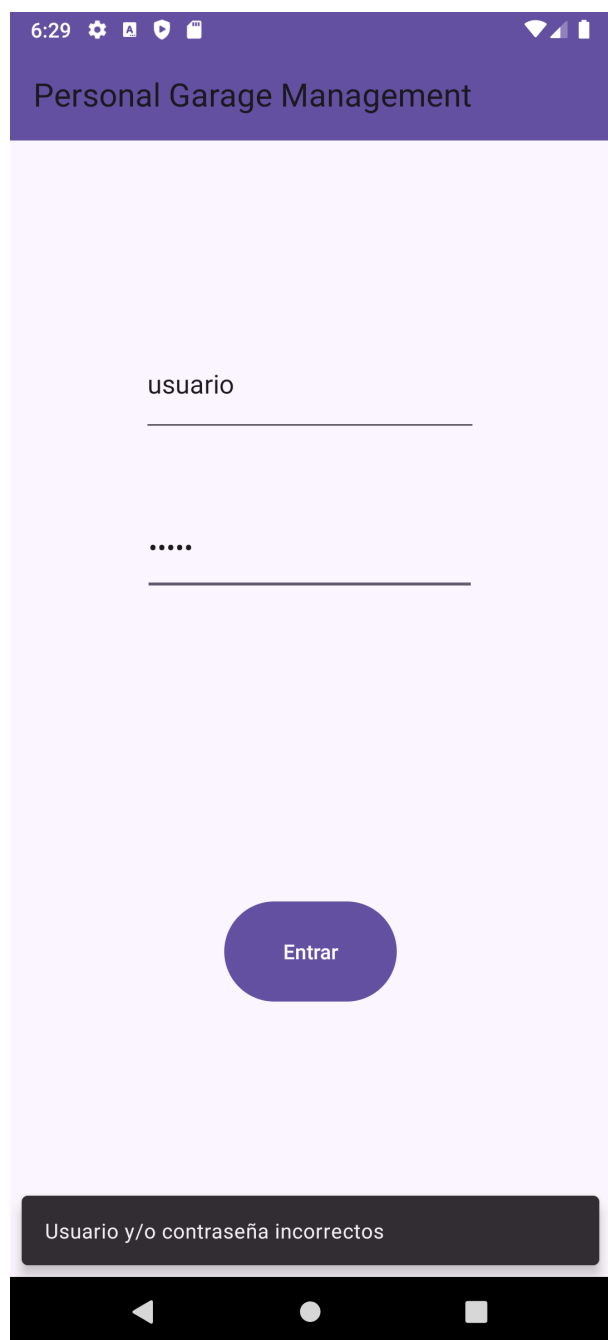 6:29
Personal Garage Management
usuario
•••••
Entrar
Usuario y/o contraseña incorrectos